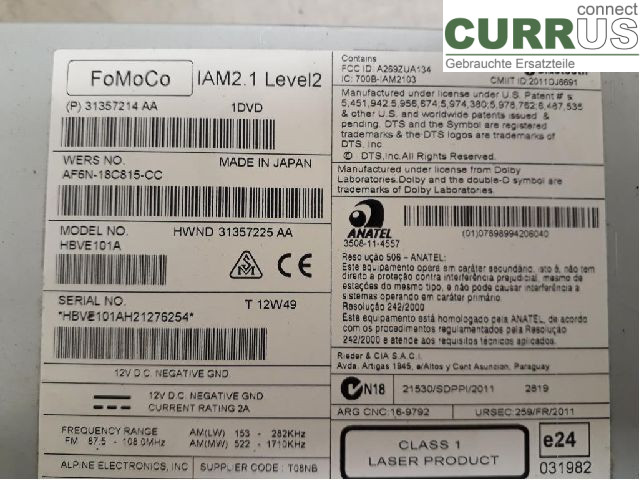 connect
CURRUS
Gebrauchte Ersatzteile
FoMoCo
IAM2.1 Level2
(P) 31357214 AA 1DVD
WERS NO. MADE IN JAPAN
AF6N-18C815-CC
MODEL NO. HWND 31357225 AA
HBVE101A
SERIAL NO. T 12W49
*HBVE101AH21276254*
12V D.C. NEGATIVE GND
12V D.C. NEGATIVE GND
CURRENT RATING 2A
FREQUENCY RANGE AM(LW) 153 - 282KHz
FM 87.5 - 108.0MHz AM(MW) 522 - 1710KHz
ALPINE ELECTRONICS, INC SUPPLIER CODE : T08NB
Contains
FCC ID: A269ZUA134
IC: 700B-IAM2103
CMIIT ID: 2011DJ6691
Manufactured under license under U.S. Patent # s
5,451,942;5,956,674;5,974,380;5,978,762;6,487,535
& other U.S. and worldwide patents issued &
pending. DTS and the Symbol are registered
trademarks & the DTS logos are trademarks of
DTS, Inc
© DTS,Inc.All Rights Reserved.
Manufactured under license from Dolby
Laboratories.Dolby and the double-D symbol are
trademarks of Dolby Laboratories.
ANATEL
3508-11-4557
(01)07898994206040
Resolução 506 - ANATEL:
Este equipamento opera em caráter secundário, isto é, não tem
direito a proteção contra interferência prejudicial, mesmo de
estações do mesmo tipo, e não pode causar interferência a
sistemas operando em caráter primário.
Resolução 242/2000
Este equipamento está homologado pela ANATEL, de acordo
com os procedimentos regulamentados pela Resolução
242/2000 e atende aos requisitos técnicos aplicados.
Rieder & CIA S.A.C.I.
Avda. Artigas 1945, e/Altos y Cent Asuncion, Paraguay
N18 21530/SDPPI/2011 2819
ARG CNC:16-9792 URSEC:259/FR/2011
CLASS 1
LASER PRODUCT
e24
031982